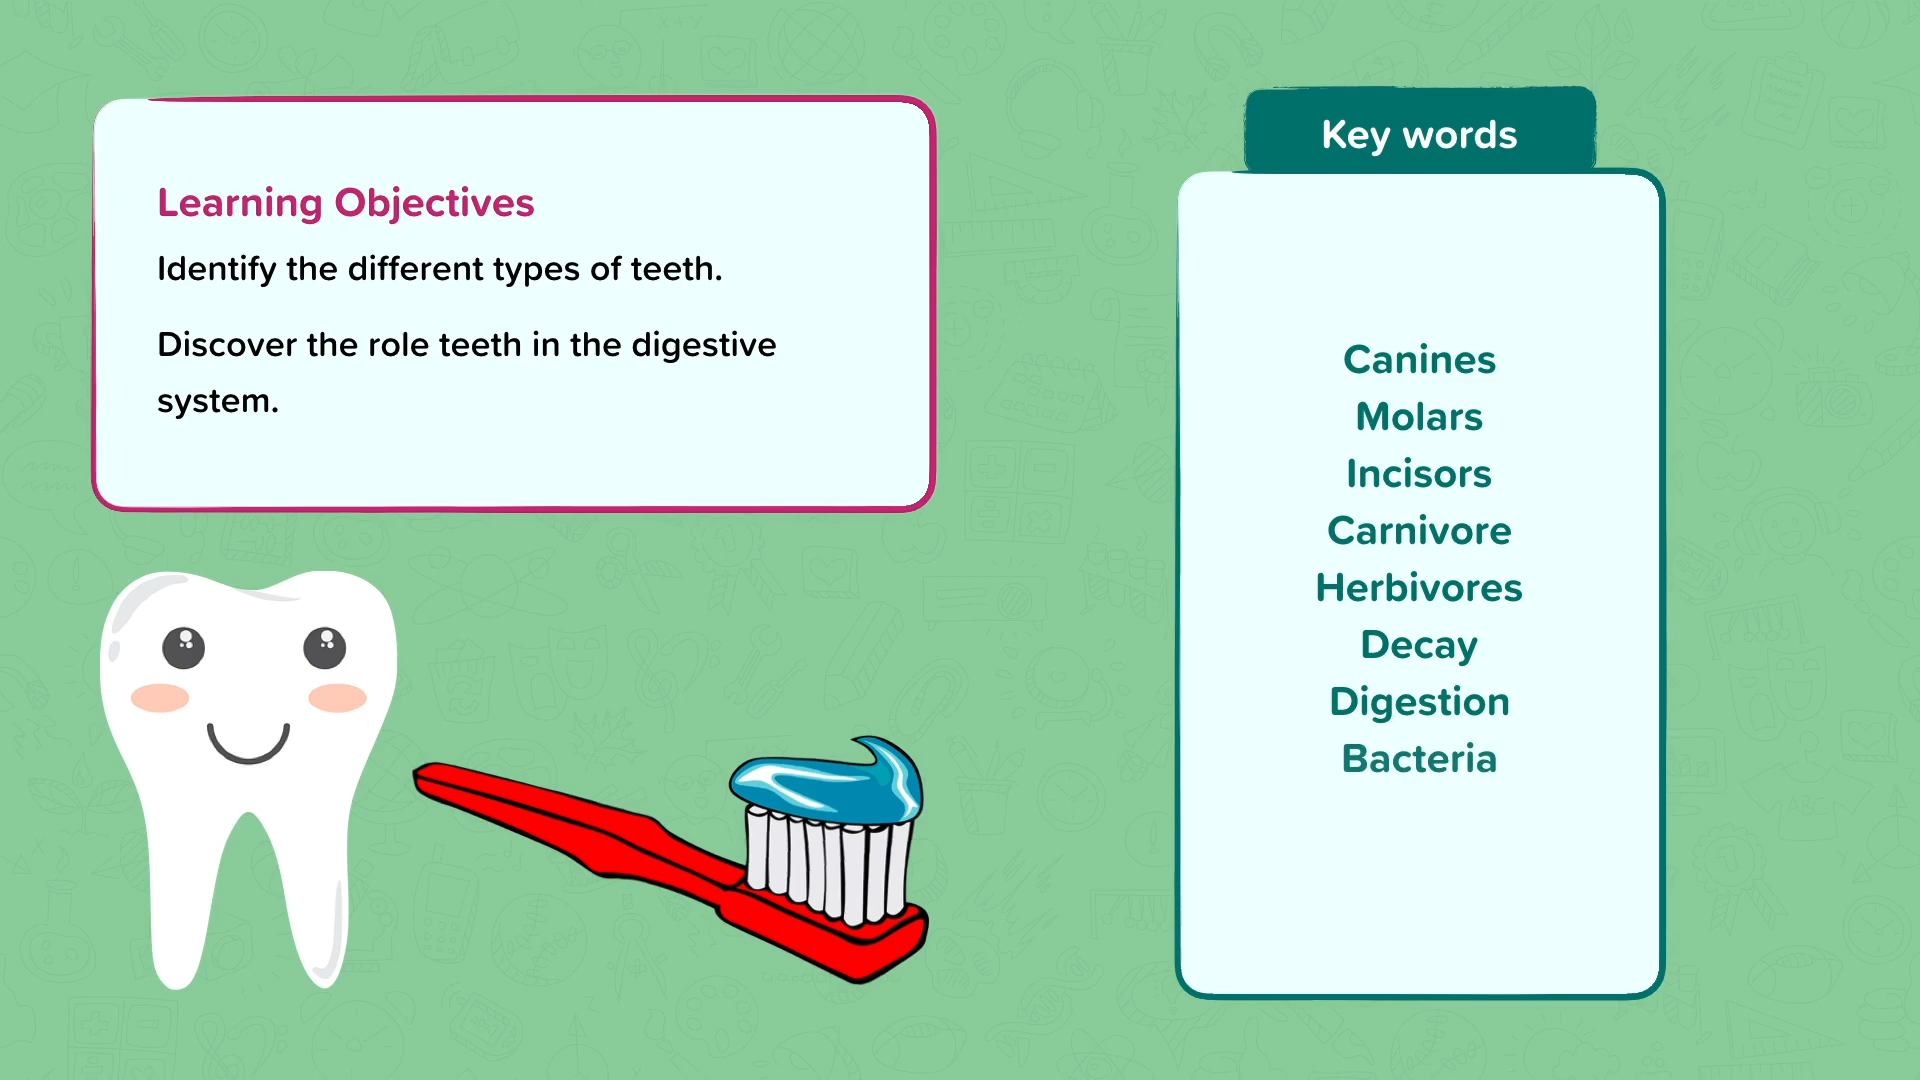 Learning Objectives
Identify the different types of teeth.
Discover the role teeth in the digestive
system.
Key words
Canines
Molars
Incisors
Carnivore
Herbivores
Decay
Digestion
Bacteria